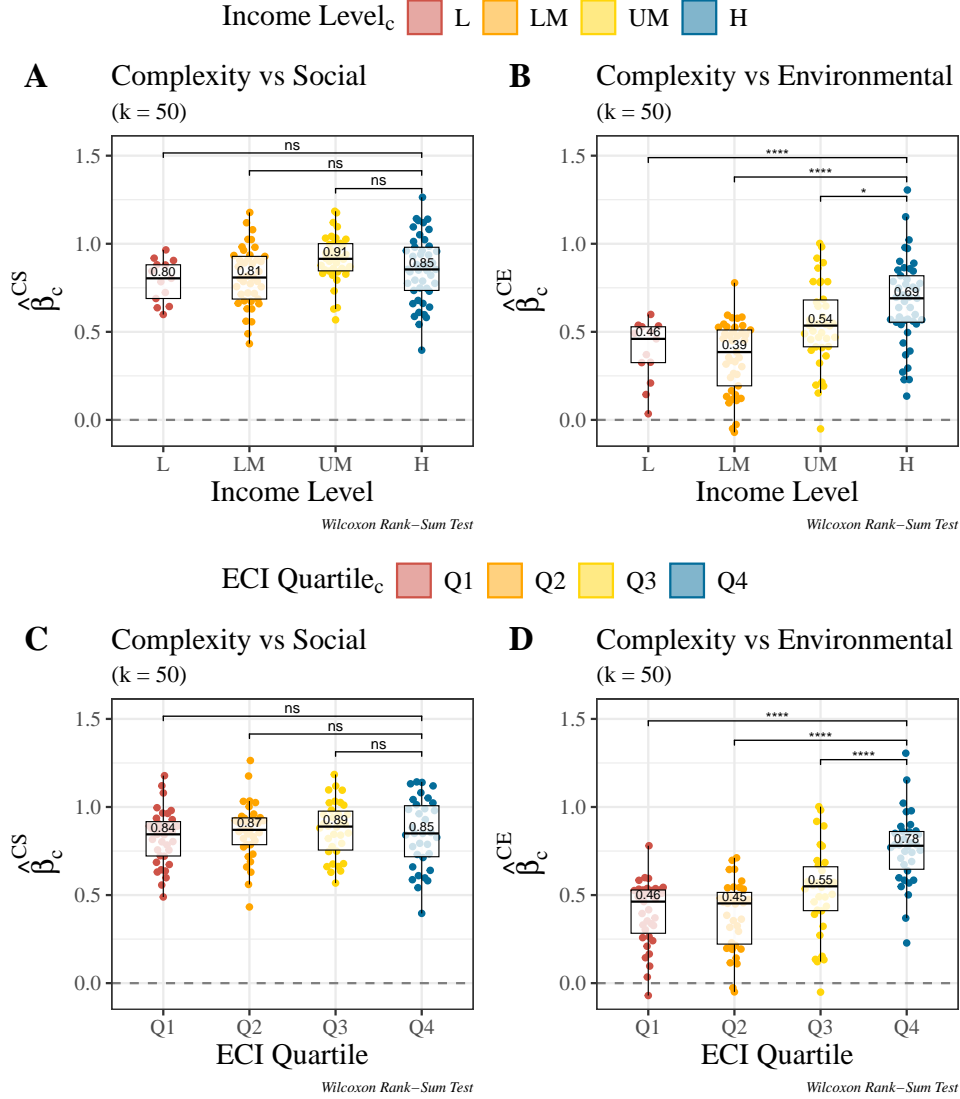 Income Level_c L LM UM H
A Complexity vs Social
(k = 50)
ns
ns
ns
1.5
1.0
0.5
0.0
β̂_c^CS
0.80
0.81
0.91
0.85
L LM UM H
Income Level
Wilcoxon Rank−Sum Test
B Complexity vs Environmental
(k = 50)
****
****
*
1.5
1.0
0.5
0.0
β̂_c^CE
0.46
0.39
0.54
0.69
L LM UM H
Income Level
Wilcoxon Rank−Sum Test
ECI Quartile_c Q1 Q2 Q3 Q4
C Complexity vs Social
(k = 50)
ns
ns
ns
1.5
1.0
0.5
0.0
β̂_c^CS
0.84
0.87
0.89
0.85
Q1 Q2 Q3 Q4
ECI Quartile
Wilcoxon Rank−Sum Test
D Complexity vs Environmental
(k = 50)
****
****
****
1.5
1.0
0.5
0.0
β̂_c^CE
0.46
0.45
0.55
0.78
Q1 Q2 Q3 Q4
ECI Quartile
Wilcoxon Rank−Sum Test